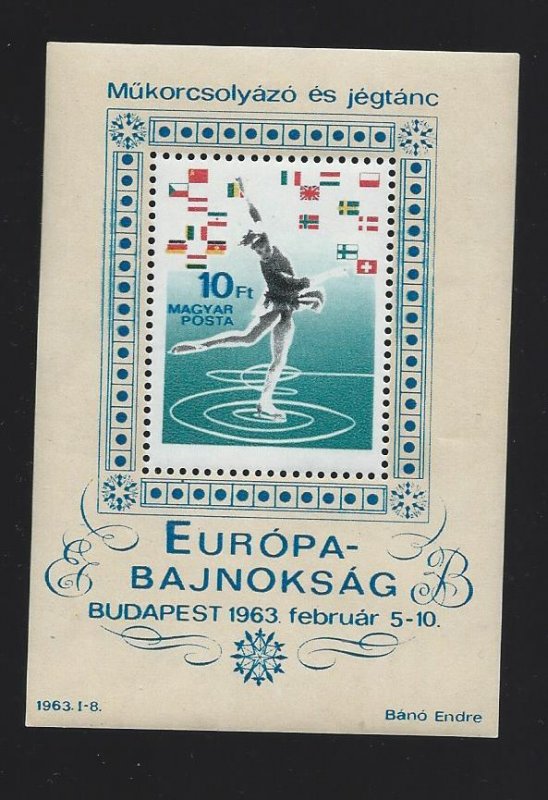 Műkorcsolyázó és jégtánc
10 Ft
MAGYAR
POSTA
EURÓPA-
BAJNOKSÁG
E B
BUDAPEST 1963. február 5-10.
1963. I-8.
Bánó Endre